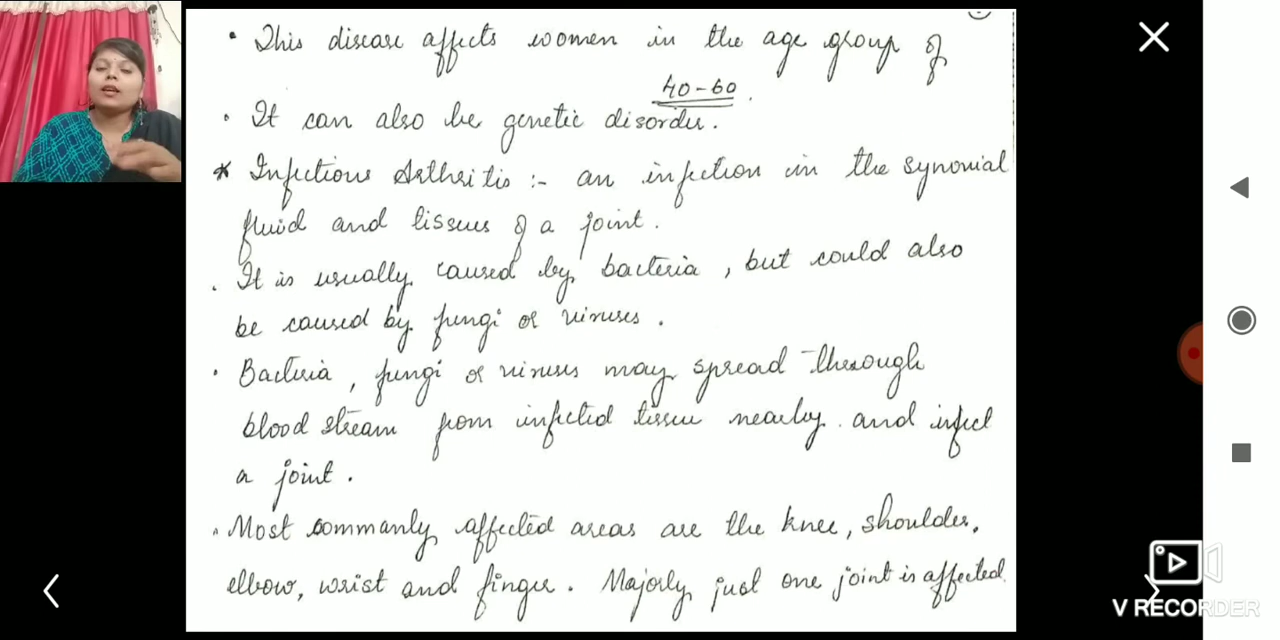 • This disease affects women in the age group of
40-60.
• It can also be genetic disorder.
* Infectious Arthritis :- an infection in the synovial
fluid and tissues of a joint.
. It is usually caused by bacteria, but could also
be caused by fungi or viruses.
• Bacteria, fungi or viruses may spread through
blood stream from infected tissue nearby. and infect
a joint.
• Most commanly affected areas are the knee, shoulder,
elbow, wrist and finger. Majorly just one joint is affected.
V RECORDER